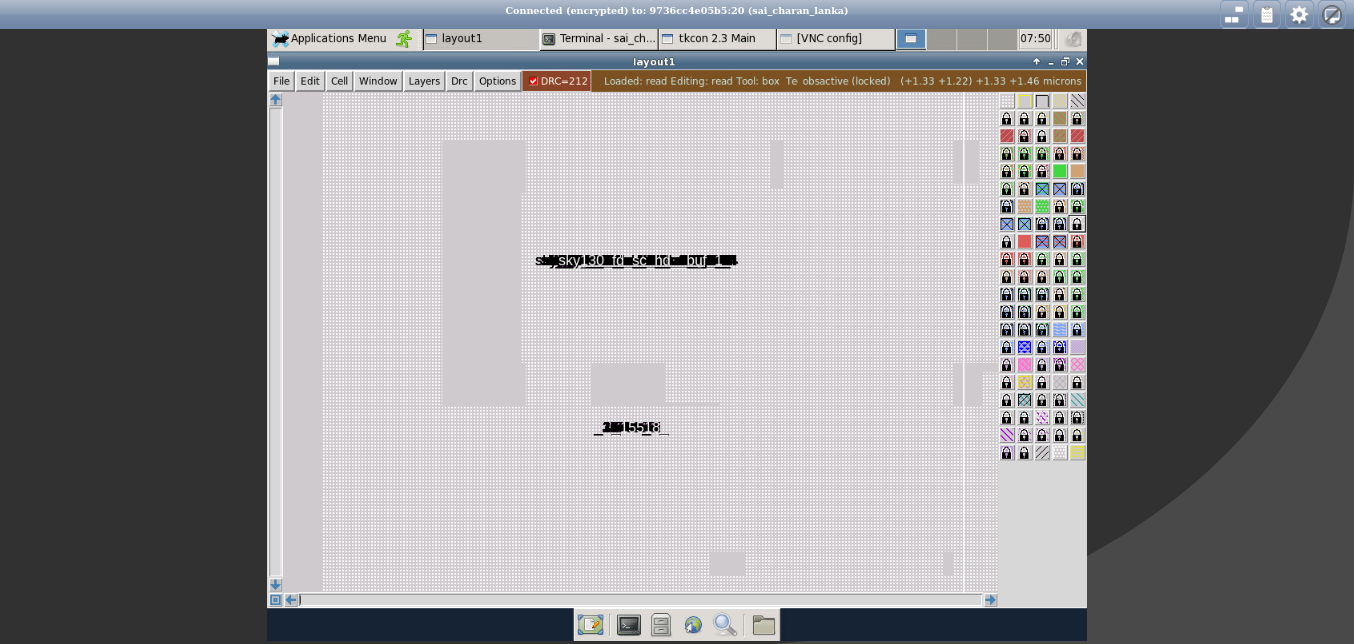 Connected (encrypted) to: 9736cc4e05b5:20 (sai_charan_lanka)
Applications Menu layout1 Terminal - sai_ch... tkcon 2.3 Main [VNC config] 07:50
layout1
File Edit Cell Window Layers Drc Options DRC=212 Loaded: read Editing: read Tool: box Te obsactive (locked) (+1.33 +1.22) +1.33 +1.46 microns
sky130_fd_sc_hd__buf_1